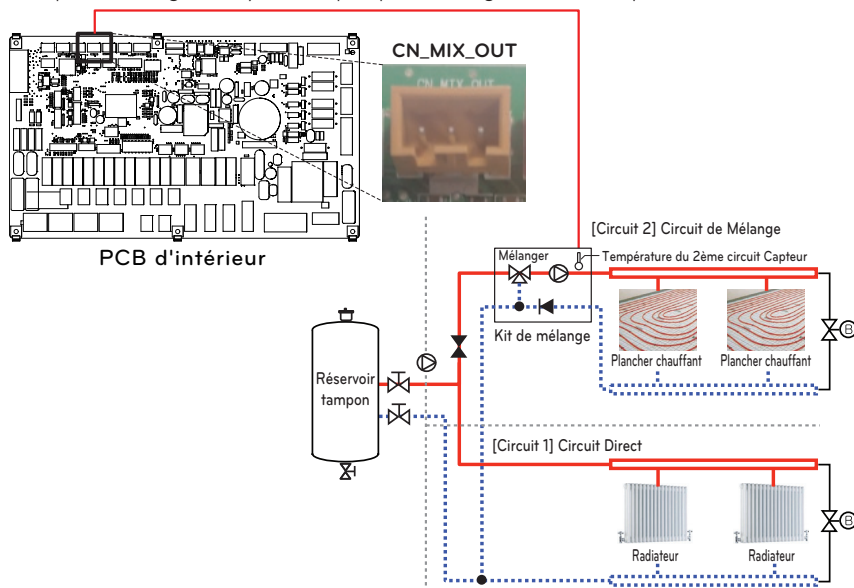 CN_MIX_OUT
CN_MIX_OUT
PCB d'intérieur
[Circuit 2] Circuit de Mélange
Mélanger
Température du 2ème circuit Capteur
Kit de mélange
Plancher chauffant
Plancher chauffant
B
Réservoir
tampon
[Circuit 1] Circuit Direct
B
Radiateur
Radiateur